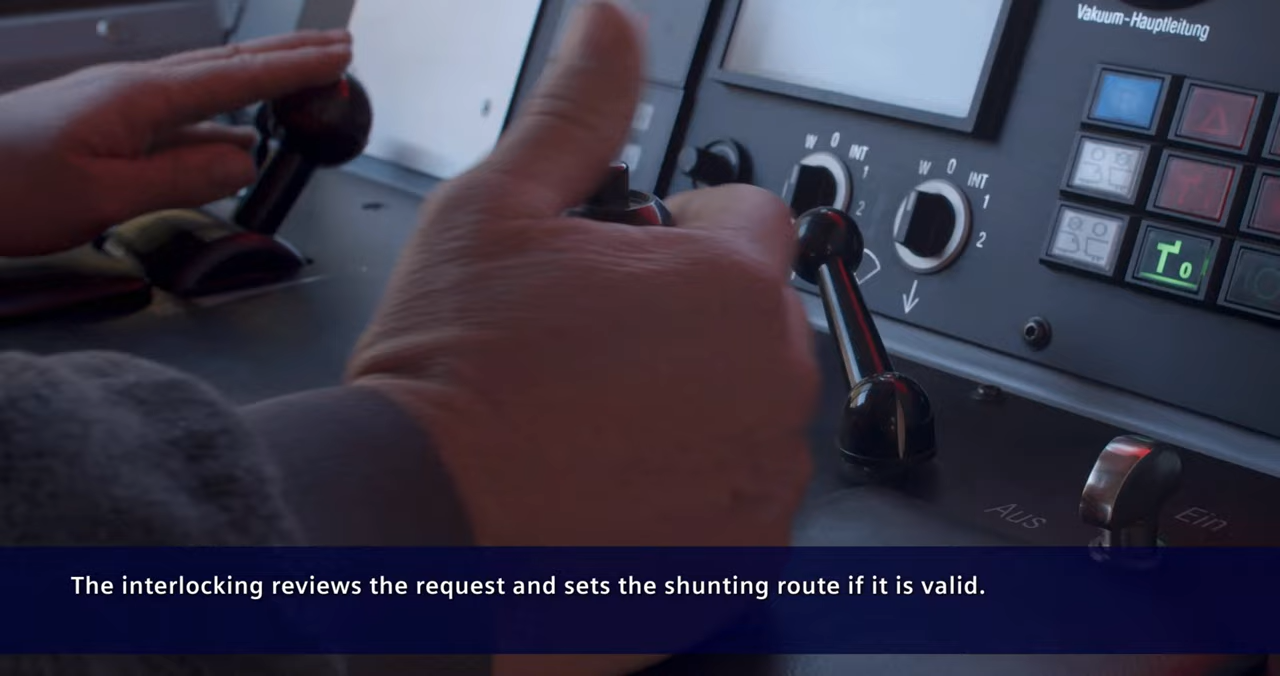 Vakuum-Hauptleitung
W 0 INT
1
2
W 0 INT
1
2
T0
Aus
Ein
The interlocking reviews the request and sets the shunting route if it is valid.